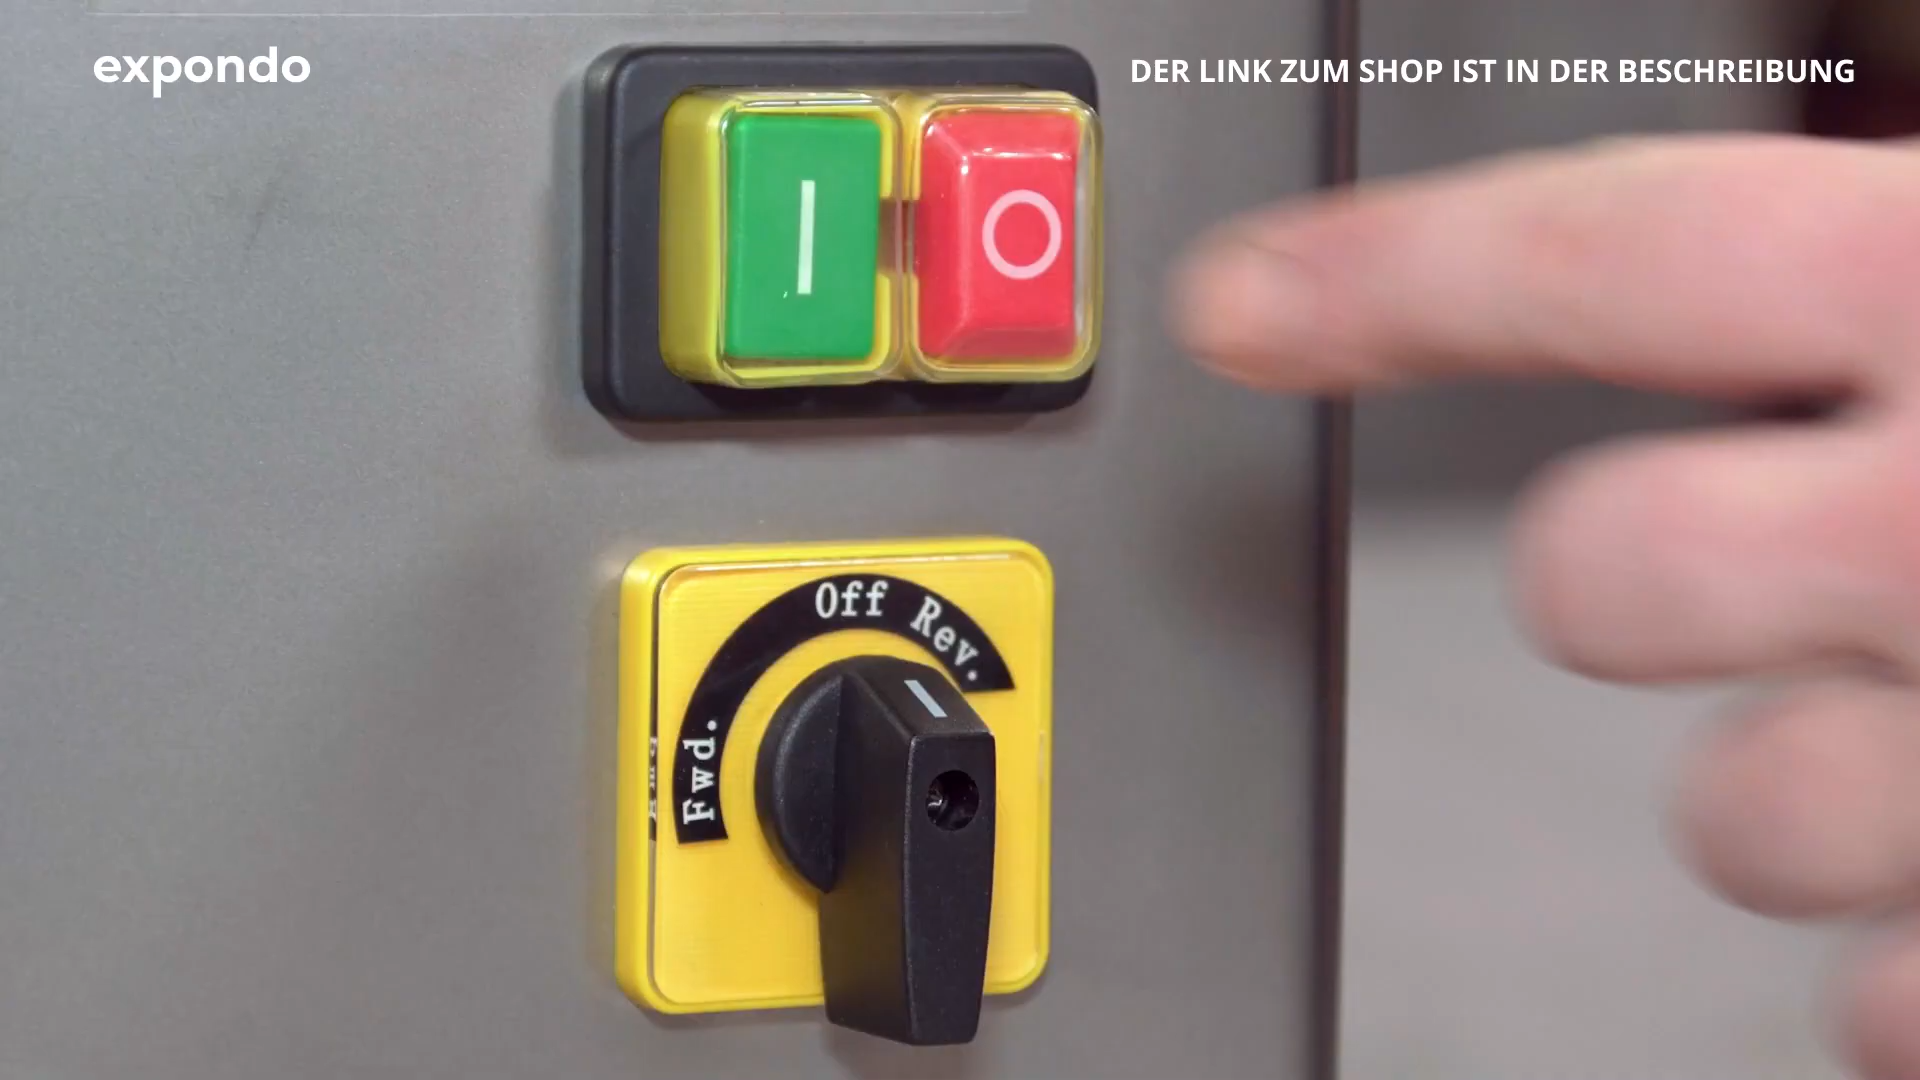 expondo
DER LINK ZUM SHOP IST IN DER BESCHREIBUNG
I
O
Off
Rev.
Fwd.